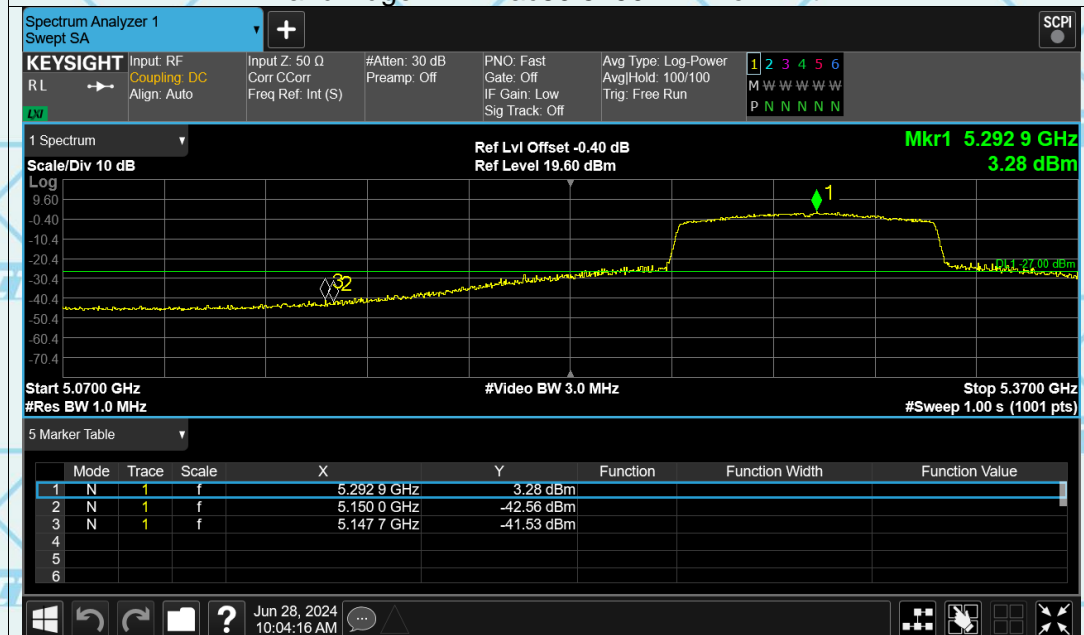 Spectrum Analyzer 1
Swept SA
+
SCPI
KEYSIGHT
RL
LXI
Input: RF
Coupling: DC
Align: Auto
Input Z: 50 Ω
Corr CCorr
Freq Ref: Int (S)
#Atten: 30 dB
Preamp: Off
PNO: Fast
Gate: Off
IF Gain: Low
Sig Track: Off
Avg Type: Log-Power
Avg|Hold: 100/100
Trig: Free Run
1 2 3 4 5 6
M W W W W W
P N N N N N
1 Spectrum
Scale/Div 10 dB
Log
Ref Lvl Offset -0.40 dB
Ref Level 19.60 dBm
Mkr1 5.292 9 GHz
3.28 dBm
9.60
-0.40
-10.4
-20.4
-30.4
-40.4
-50.4
-60.4
-70.4
1
32
DL1 -27.00 dBm
Start 5.0700 GHz
#Video BW 3.0 MHz
Stop 5.3700 GHz
#Res BW 1.0 MHz
#Sweep 1.00 s (1001 pts)
5 Marker Table
Mode Trace Scale X Y Function Function Width Function Value
1 N 1 f 5.292 9 GHz 3.28 dBm
2 N 1 f 5.150 0 GHz -42.56 dBm
3 N 1 f 5.147 7 GHz -41.53 dBm
4
5
6
?
Jun 28, 2024
10:04:16 AM